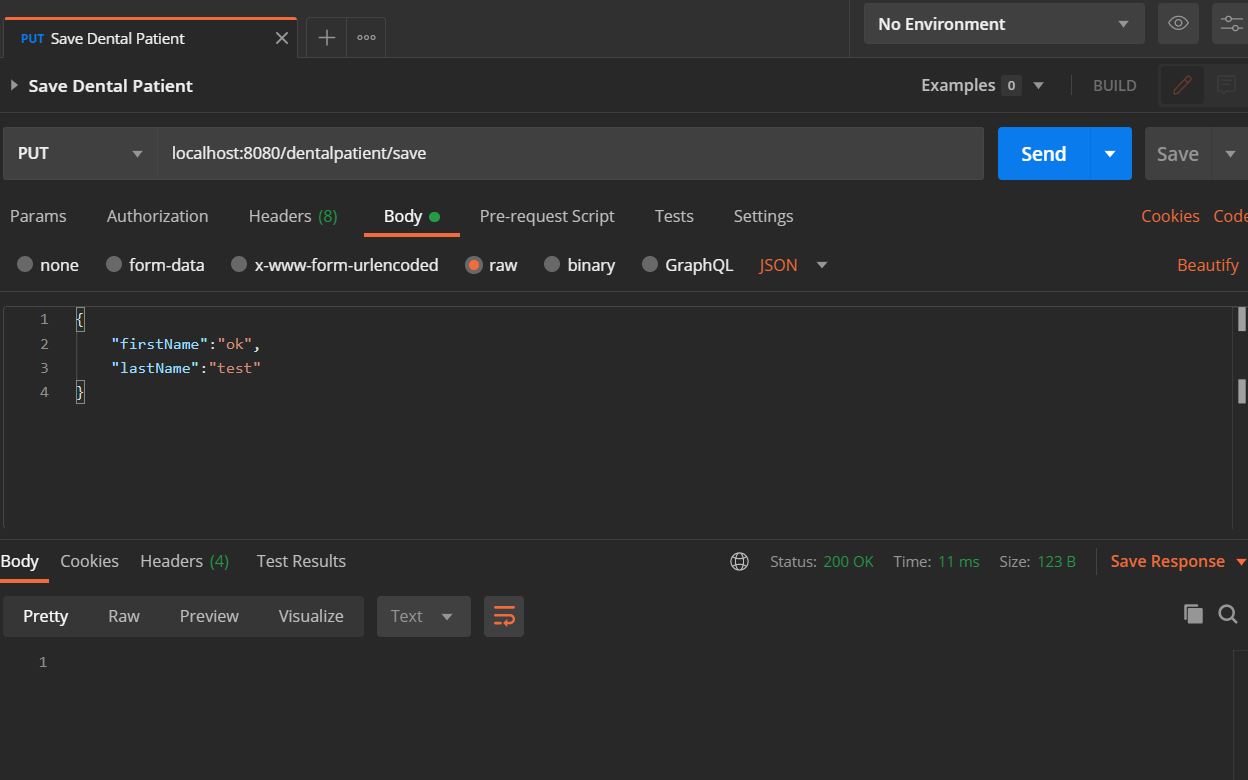 PUT Save Dental Patient
No Environment
Save Dental Patient
Examples 0
BUILD
PUT
localhost:8080/dentalpatient/save
Send
Save
Params Authorization Headers (8) Body Pre-request Script Tests Settings Cookies Code
none form-data x-www-form-urlencoded raw binary GraphQL JSON Beautify
1 {
2 "firstName":"ok",
3 "lastName":"test"
4 }
Body Cookies Headers (4) Test Results Status: 200 OK Time: 11 ms Size: 123 B Save Response
Pretty Raw Preview Visualize Text
1